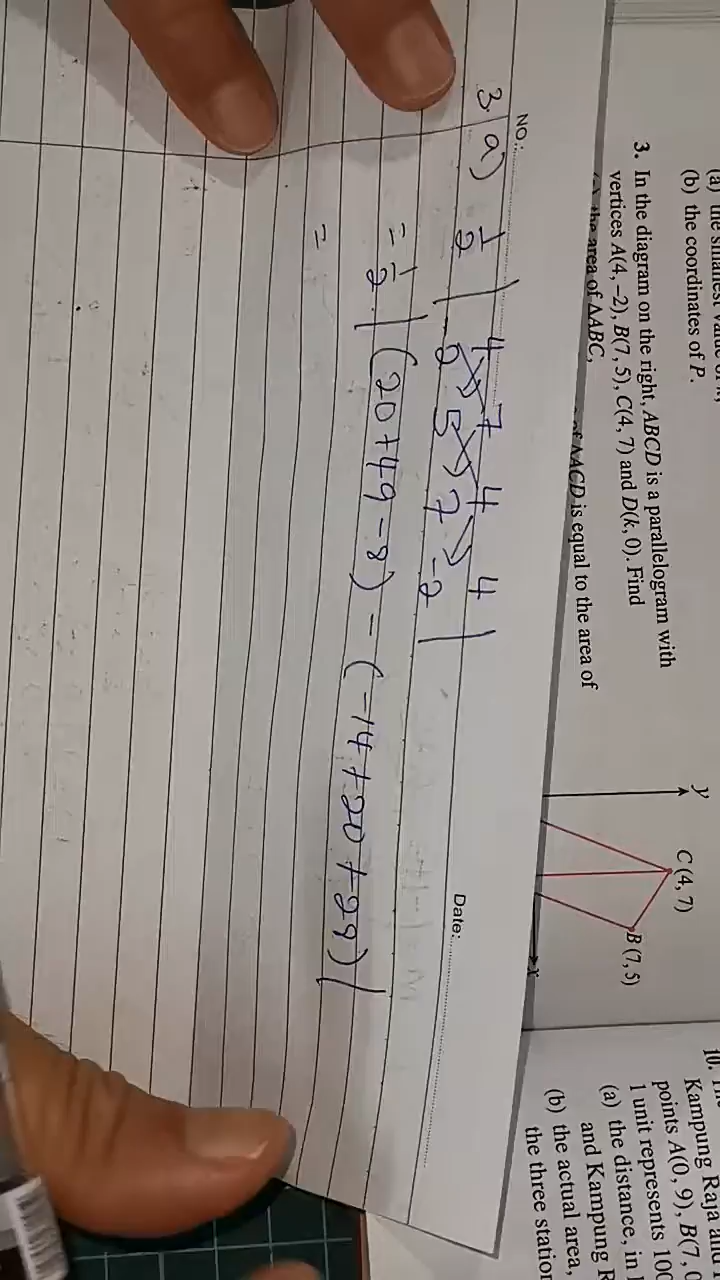 (b) the coordinates of P.
3. In the diagram on the right, ABCD is a parallelogram with
vertices A(4, −2), B(7, 5), C(4, 7) and D(k, 0). Find
the area of ΔABC,
ΔACD is equal to the area of
y
C (4, 7)
B (7, 5)
x
10.
Kampung Raja and
points A(0, 9), B(7, 0
1 unit represents 100
(a) the distance, in
and Kampung R
(b) the actual area,
the three station
NO.:
Date:
3. a) 1/2 | 4 7 4 4
-2 5 7 -2 |
= 1/2 | (20+49-8) - (-14+20+28) |
=